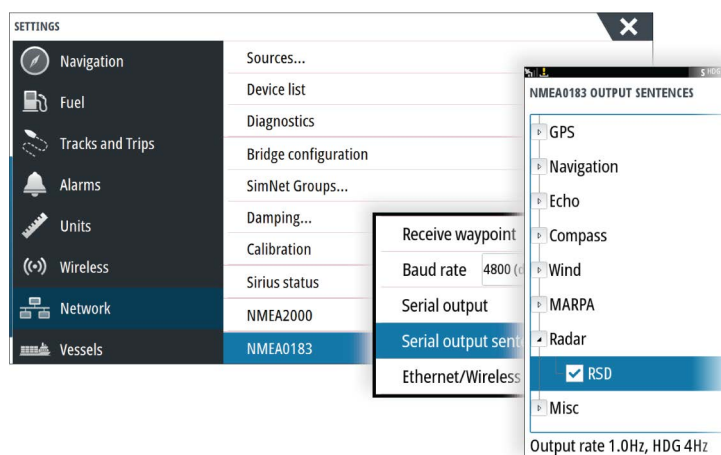 SETTINGS
Navigation
Fuel
Tracks and Trips
Alarms
Units
Wireless
Network
Vessels
Sources...
Device list
Diagnostics
Bridge configuration
SimNet Groups...
Damping...
Calibration
Sirius status
NMEA2000
NMEA0183
Receive waypoint
Baud rate 4800
Serial output
Serial output
Ethernet/Wireless
5 HDG
NMEA0183 OUTPUT SENTENCES
GPS
Navigation
Echo
Compass
Wind
MARPA
Radar
RSD
Misc
Output rate 1.0Hz, HDG 4Hz